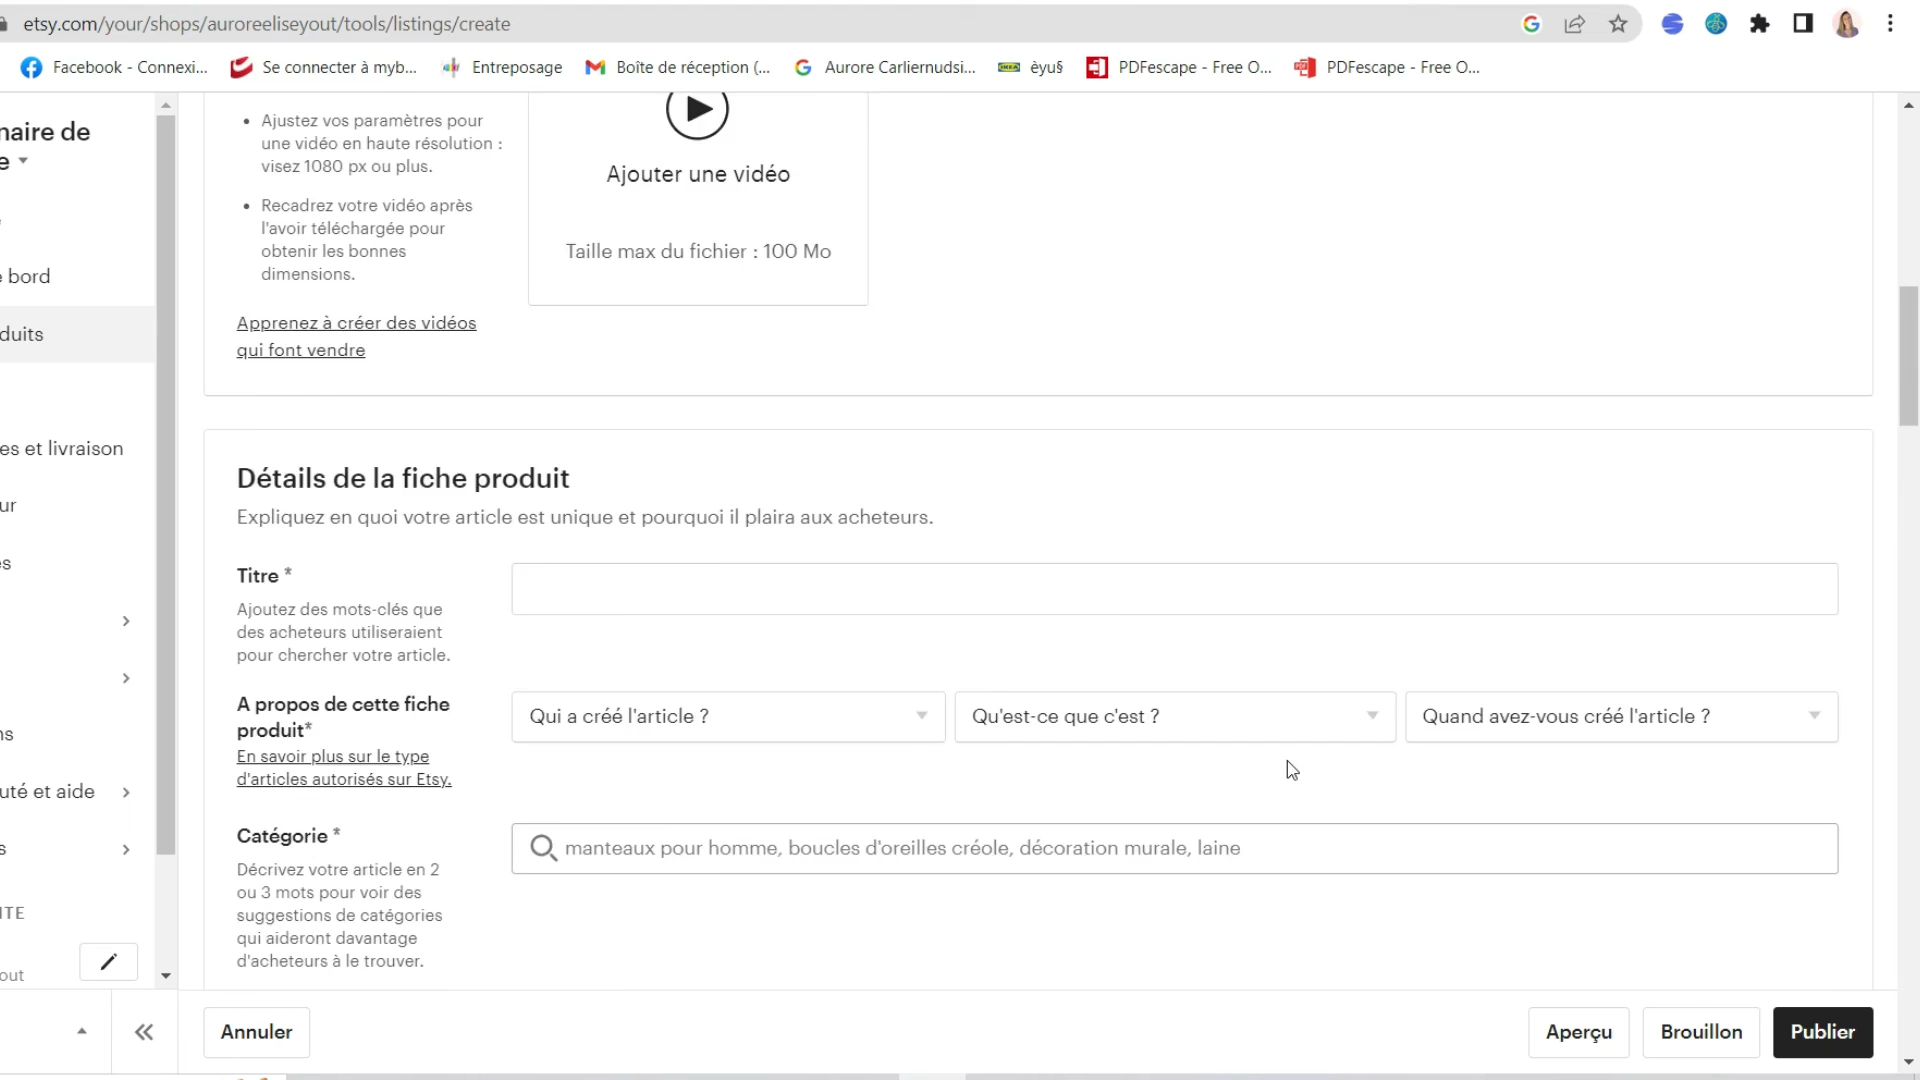 etsy.com/your/shops/auroreeliseyout/tools/listings/create
Facebook - Connexi...
Se connecter à myb...
Entreposage
Boîte de réception (...
Aurore Carliernudsi...
èyu§
PDFescape - Free O...
PDFescape - Free O...
naire de
e
e bord
duits
es et livraison
ur
es
ns
uté et aide
s
ITE
out
Ajustez vos paramètres pour
une vidéo en haute résolution :
visez 1080 px ou plus.
Recadrez votre vidéo après
l'avoir téléchargée pour
obtenir les bonnes
dimensions.
Apprenez à créer des vidéos
qui font vendre
Ajouter une vidéo
Taille max du fichier : 100 Mo
Détails de la fiche produit
Expliquez en quoi votre article est unique et pourquoi il plaira aux acheteurs.
Titre *
Ajoutez des mots-clés que
des acheteurs utiliseraient
pour chercher votre article.
A propos de cette fiche
produit*
En savoir plus sur le type
d'articles autorisés sur Etsy.
Qui a créé l'article ?
Qu'est-ce que c'est ?
Quand avez-vous créé l'article ?
Catégorie *
Décrivez votre article en 2
ou 3 mots pour voir des
suggestions de catégories
qui aideront davantage
d'acheteurs à le trouver.
manteaux pour homme, boucles d'oreilles créole, décoration murale, laine
Annuler
Aperçu
Brouillon
Publier